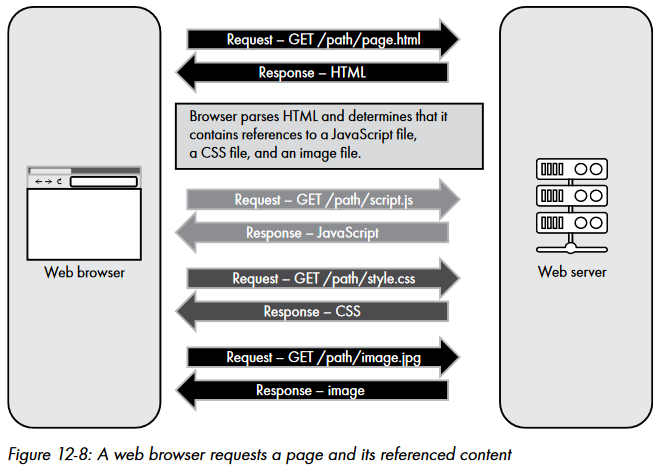 Request – GET /path/page.html
Response – HTML
Browser parses HTML and determines that it
contains references to a JavaScript file,
a CSS file, and an image file.
Request – GET /path/script.js
Response – JavaScript
Web browser
Web server
Request – GET /path/style.css
Response – CSS
Request – GET /path/image.jpg
Response – image
Figure 12-8: A web browser requests a page and its referenced content